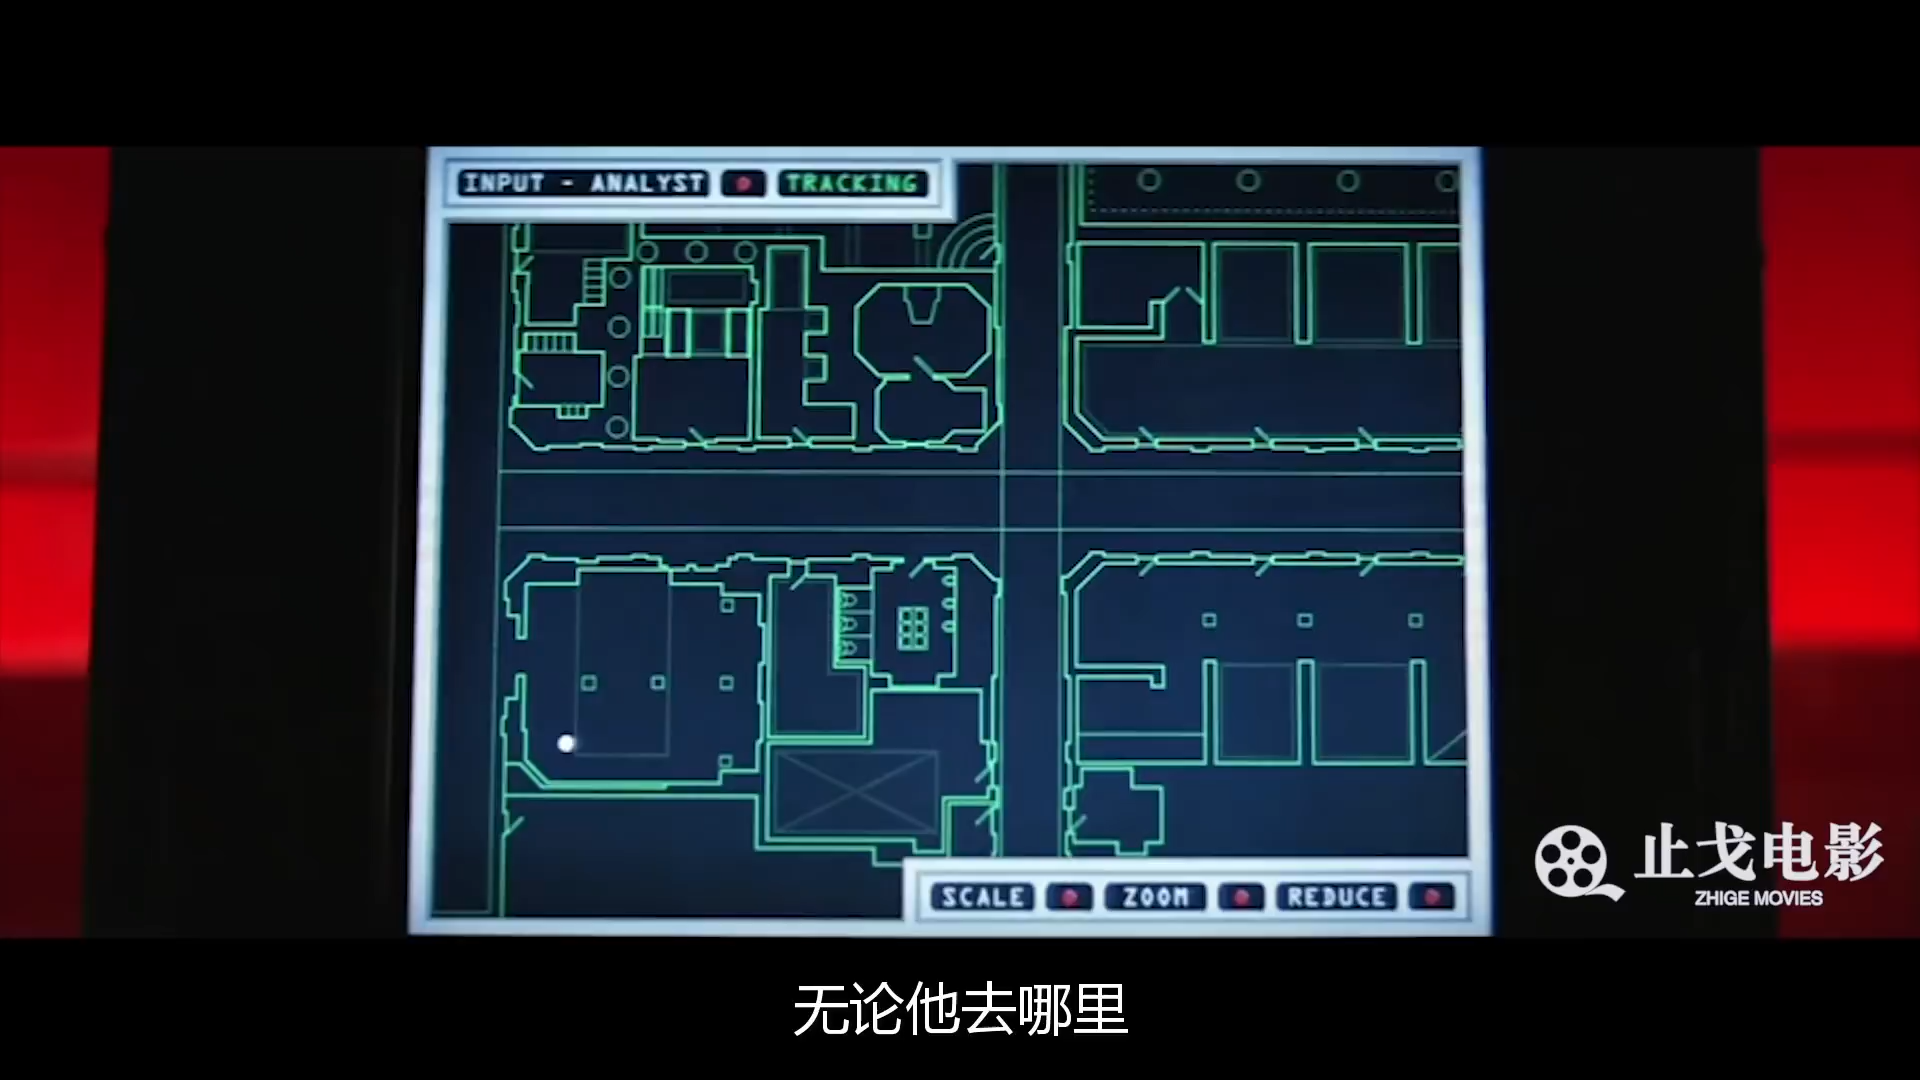 INPUT - ANALYST TRACKING
SCALE ZOOM REDUCE
止戈电影
ZHIGE MOVIES
无论他去哪里